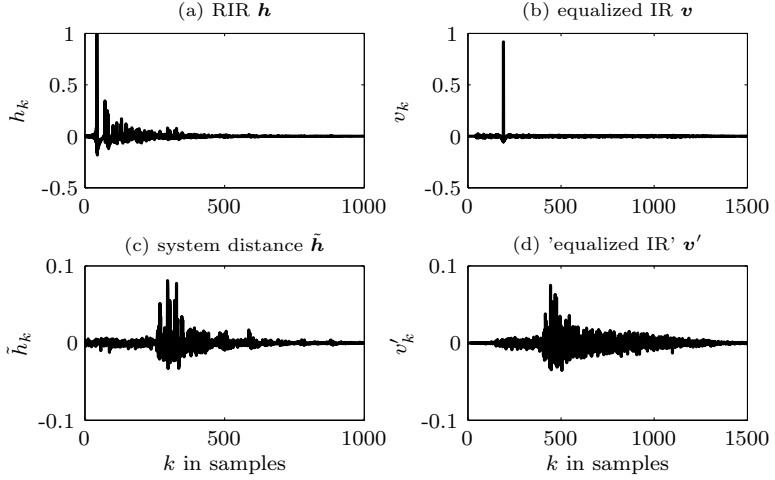 (a) RIR h
(b) equalized IR v
1
0.5
0
-0.5
h_k
0
500
1000
1
0.5
0
-0.5
v_k
0
500
1000
1500
(c) system distance h̃
(d) 'equalized IR' v′
0.1
0
-0.1
h̃_k
0
500
1000
k in samples
0.1
0
-0.1
v′_k
0
500
1000
1500
k in samples